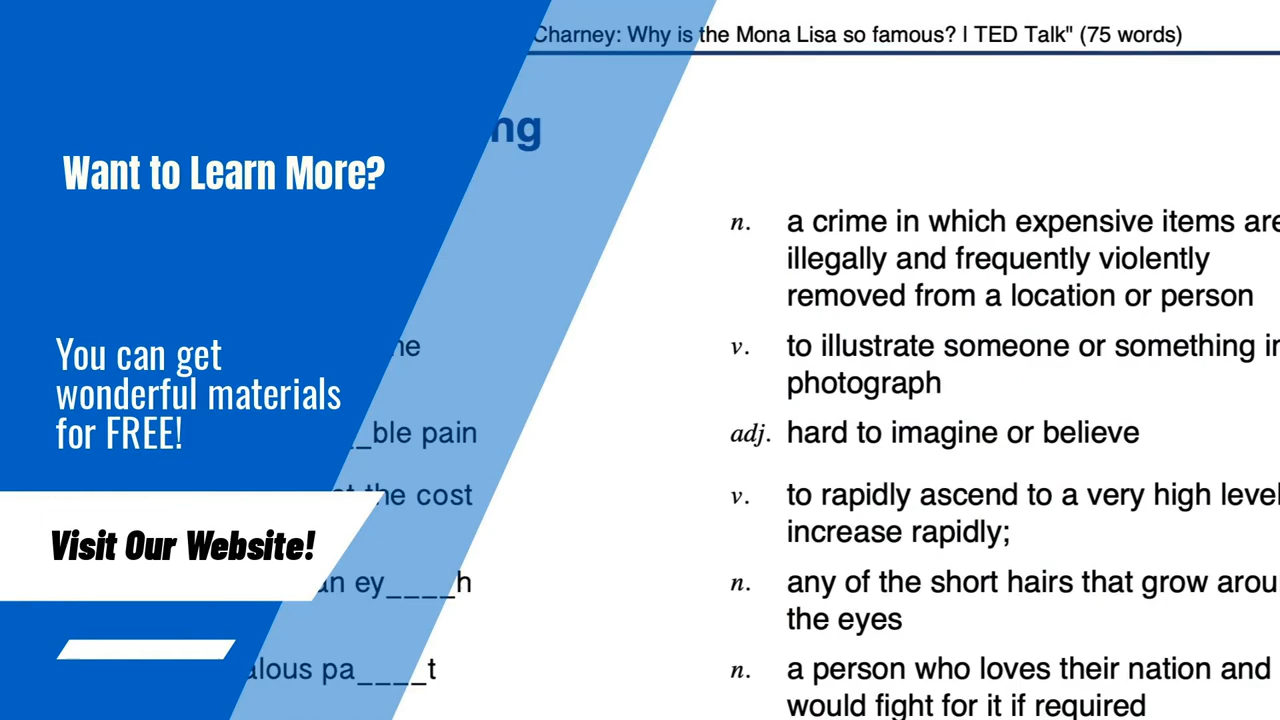 Charney: Why is the Mona Lisa so famous? | TED Talk" (75 words)
ng
Want to Learn More?
You can get
wonderful materials
for FREE!
Visit Our Website!
ne
_ble pain
the cost
an ey____h
alous pa____t
n. a crime in which expensive items are
illegally and frequently violently
removed from a location or person
v. to illustrate someone or something in
photograph
adj. hard to imagine or believe
v. to rapidly ascend to a very high level
increase rapidly;
n. any of the short hairs that grow arou
the eyes
n. a person who loves their nation and
would fight for it if required